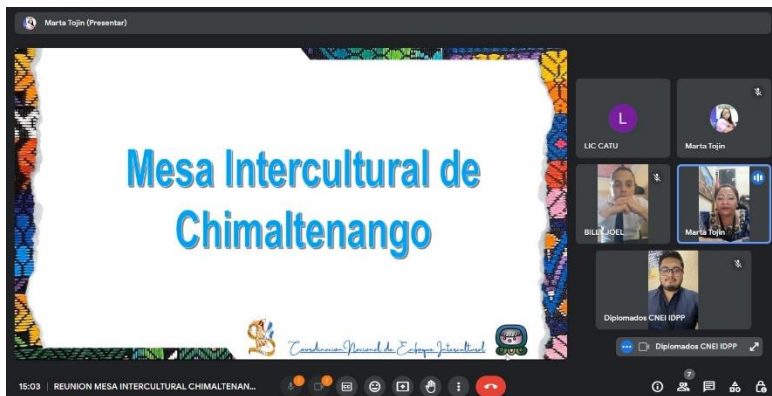 Marta Tojin (Presentar)
Mesa Intercultural de
Chimaltenango
Coordinación Nacional de Enfoque Intercultural
L
LIC CATU
Marta Tojin
BILLY JOEL
Marta Tojin
Diplomados CNEI IDPP
Diplomados CNEI IDPP
15:03 | REUNION MESA INTERCULTURAL CHIMALTENAN...
7